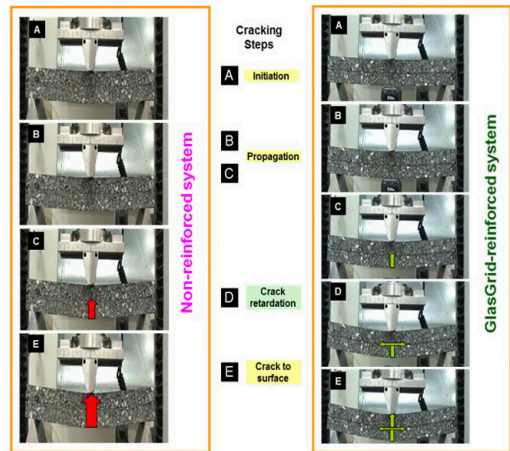 A
B
C
E
Non-reinforced system
Cracking
Steps
A
Initiation
B
Propagation
C
D
Crack
retardation
E
Crack to
surface
A
B
C
D
E
GlasGrid-reinforced system